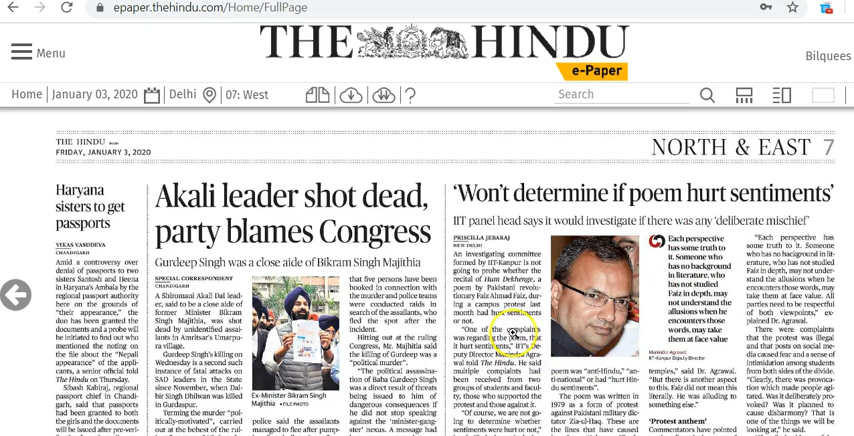 epaper.thehindu.com/Home/FullPage
Menu
THE HINDU
e-Paper
Bilquees
Home | January 03, 2020
Delhi
07: West
?
Search
THE HINDU
FRIDAY, JANUARY 3, 2020
NORTH & EAST 7
Haryana
sisters to get
passports
VIKAS VASUDEVA
CHANDIGARH
Amid a controversy over
denial of passports to two
sisters Santosh and Heena
in Haryana's Ambala by the
regional passport authority
here on the grounds of
"their appearance," the
duo has been granted the
documents and a probe will
be initiated to find out who
mentioned the noting on
the file about the "Nepali
appearance" of the appli-
cants, a senior official told
The Hindu on Thursday.
Sibash Kabiraj, regional
passport chief in Chandi-
garh, said that passports
had been granted to both
the girls and the documents
will be issued after pre-veri-
Akali leader shot dead,
party blames Congress
Gurdeep Singh was a close aide of Bikram Singh Majithia
SPECIAL CORRESPONDENT
CHANDIGARH
A Shiromani Akali Dal lead-
er, said to be a close aide of
former Minister Bikram
Singh Majithia, was shot
dead by unidentified assai-
lants in Amritsar's Umarpu-
ra village.
Gurdeep Singh's killing on
Wednesday is a second such
instance of fatal attacks on
SAD leaders in the State
since November, when Dal-
bir Singh Dhilwan was killed
in Gurdaspur.
Terming the murder "pol-
itically-motivated", carried
out at the behest of the rul-
Ex-Minister Bikram Singh
Majithia • FILE PHOTO
police said the assailants
managed to flee after pump-
that five persons have been
booked in connection with
the murder and police teams
were conducted raids in
search of the assailants, who
fled the spot after the
incident.
Hitting out at the ruling
Congress, Mr. Majithia said
the killing of Gurdeep was a
"political murder".
"The political assassina-
tion of Baba Gurdeep Singh
was a direct result of threats
being issued to him of
dangerous consequences if
he did not stop speaking
against the 'minister-gang-
ster' nexus. A message had
'Won't determine if poem hurt sentiments'
IIT panel head says it would investigate if there was any 'deliberate mischief'
PRISCILLA JEBARAJ
NEW DELHI
An investigating committee
formed by IIT-Kanpur is not
going to probe whether the
recital of Hum Dekhenge, a
poem by Pakistani revolu-
tionary Faiz Ahmad Faiz, dur-
ing a campus protest last
month had hurt sentiments
or not.
"One of the complaints
was regarding the poem, that
it hurt sentiments," IIT's De-
puty Director Manindra Agra-
wal told The Hindu. He said
multiple complaints had
been received from two
groups of students and facul-
ty, those who supported the
protest and those against it.
"Of course, we are not go-
ing to determine whether
sentiments were hurt or not,"
poem was "anti-Hindu," "an-
ti-national" or had "hurt Hin-
du sentiments".
The poem was written in
1979 as a form of protest
against Pakistani military dic-
tator Zia-ul-Haq. These are
the lines that have caused
Each perspective
has some truth to
it. Someone who
has no background
in literature, who
has not studied
Faiz in depth, may
not understand the
allusions when he
encounters those
words, may take
them at face value
Manindra Agrawal
IIT-Kanpur Deputy Director
temples," said Dr. Agrawal.
"But there is another aspect
to this. Faiz did not mean this
literally. He was alluding to
something else."
'Protest anthem'
Commentators have pointed
"Each perspective has
some truth to it. Someone
who has no background in lit-
erature, who has not studied
Faiz in depth, may not un-
derstand the allusions when
he encounters those words,
may take them at face value.
All parties need to be respectful
of both viewpoints," ex-
plained Dr. Agrawal.
There were complaints
that the protest was illegal
and that posts on social me-
dia caused fear and a sense of
intimidation among students
from both sides of the divide.
"Clearly, there was provoca-
tion which made people agi-
tated. Was it deliberately pro-
voked? Was it planned to
cause disharmony? That is
one of the things we will be
looking at," he said.